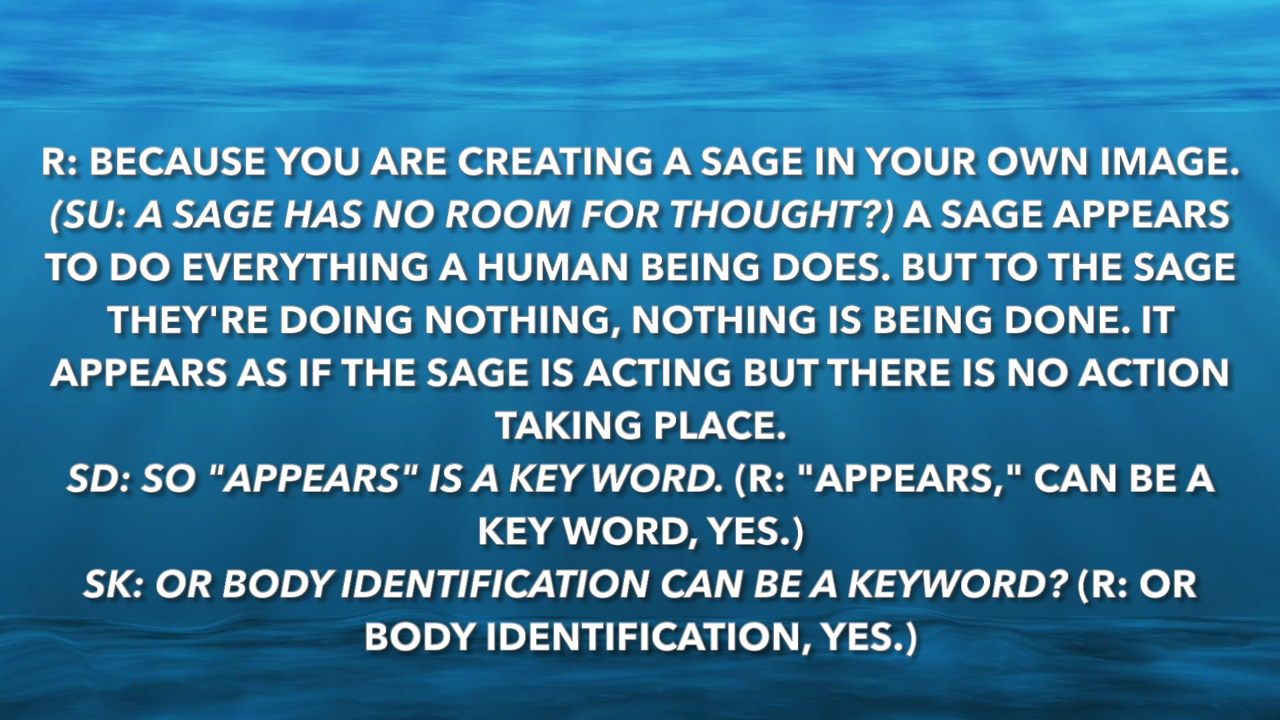 R: BECAUSE YOU ARE CREATING A SAGE IN YOUR OWN IMAGE.
(SU: A SAGE HAS NO ROOM FOR THOUGHT?) A SAGE APPEARS
TO DO EVERYTHING A HUMAN BEING DOES. BUT TO THE SAGE
THEY'RE DOING NOTHING, NOTHING IS BEING DONE. IT
APPEARS AS IF THE SAGE IS ACTING BUT THERE IS NO ACTION
TAKING PLACE.
SD: SO "APPEARS" IS A KEY WORD. (R: "APPEARS," CAN BE A
KEY WORD, YES.)
SK: OR BODY IDENTIFICATION CAN BE A KEYWORD? (R: OR
BODY IDENTIFICATION, YES.)